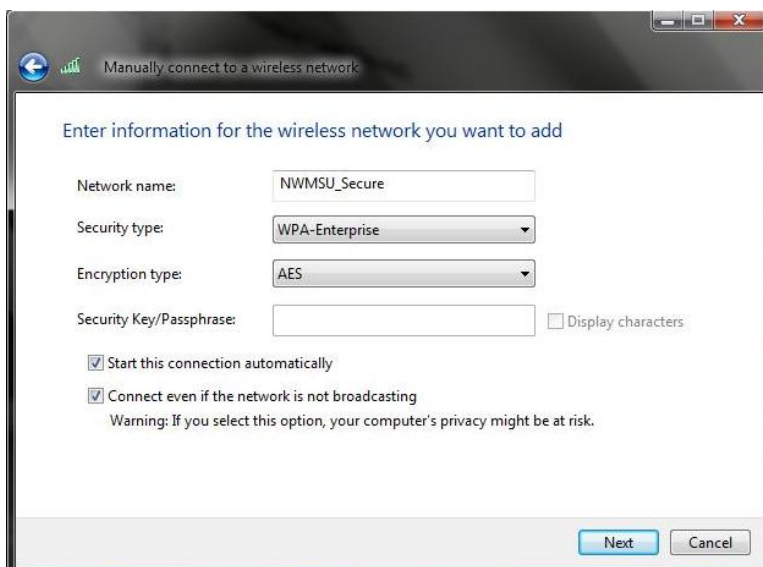 Manually connect to a wireless network
Enter information for the wireless network you want to add
Network name: NWMSU_Secure
Security type: WPA-Enterprise
Encryption type: AES
Security Key/Passphrase: Display characters
Start this connection automatically
Connect even if the network is not broadcasting
Warning: If you select this option, your computer's privacy might be at risk.
Next Cancel